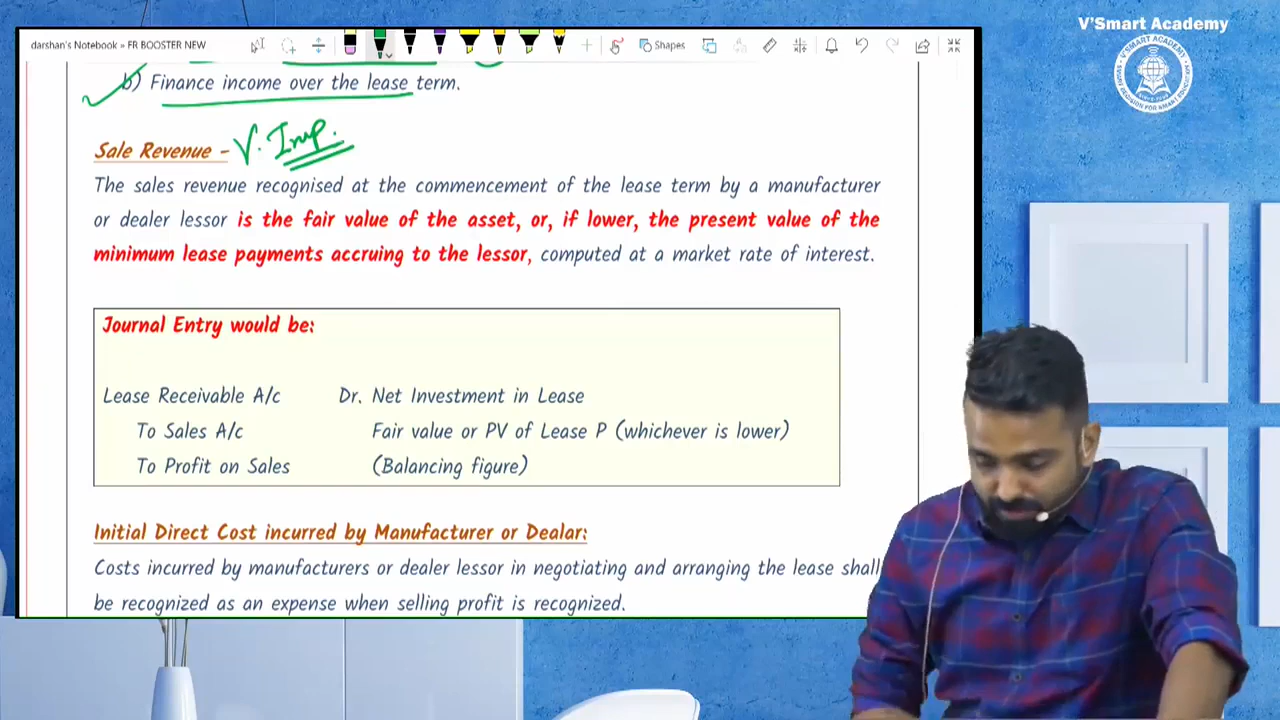 V'Smart Academy
darshan's Notebook » FR BOOSTER NEW
Shapes
b) Finance income over the lease term.
Sale Revenue - V. Imp.
The sales revenue recognised at the commencement of the lease term by a manufacturer
or dealer lessor is the fair value of the asset, or, if lower, the present value of the
minimum lease payments accruing to the lessor, computed at a market rate of interest.
Journal Entry would be:
Lease Receivable A/c Dr. Net Investment in Lease
To Sales A/c Fair value or PV of Lease P (whichever is lower)
To Profit on Sales (Balancing figure)
Initial Direct Cost incurred by Manufacturer or Dealar:
Costs incurred by manufacturers or dealer lessor in negotiating and arranging the lease shall
be recognized as an expense when selling profit is recognized.